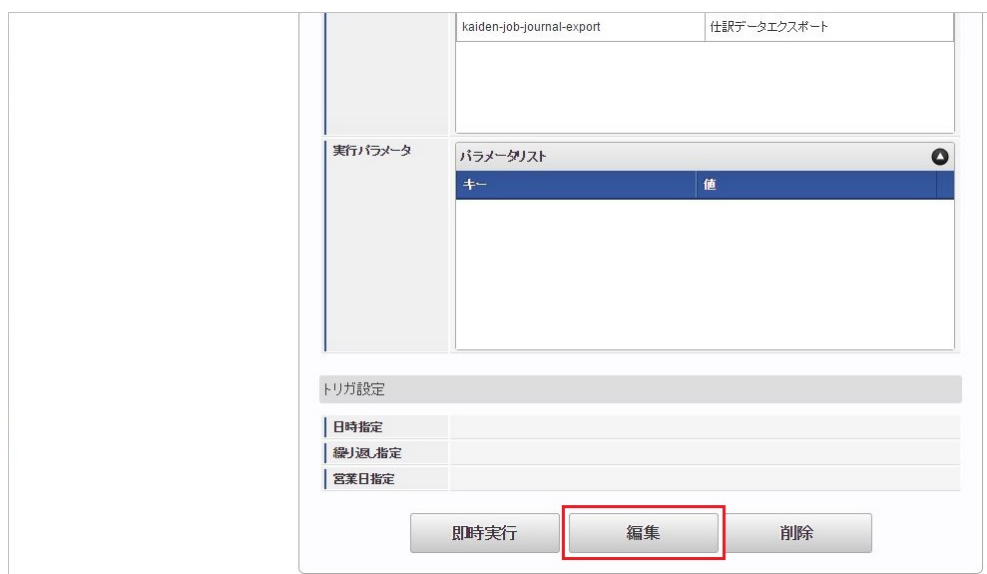 kaiden-job-journal-export 仕訳データエクスポート
実行パラメータ パラメータリスト
キー 値
トリガ設定
日時指定
繰り返し指定
営業日指定
即時実行 編集 削除